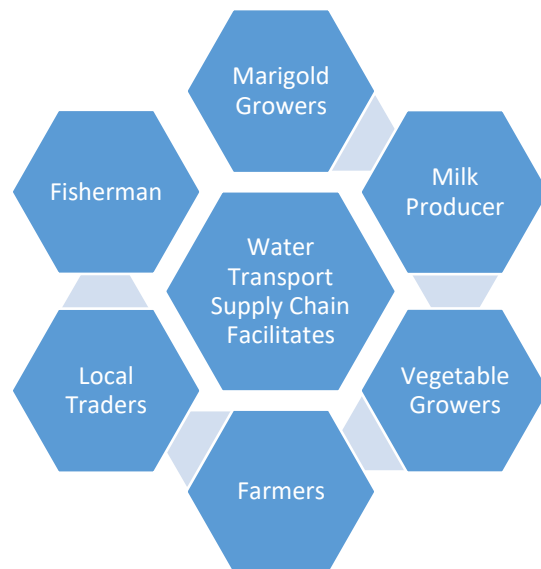 Marigold
Growers
Milk
Producer
Vegetable
Growers
Farmers
Local
Traders
Fisherman
Water
Transport
Supply Chain
Facilitates